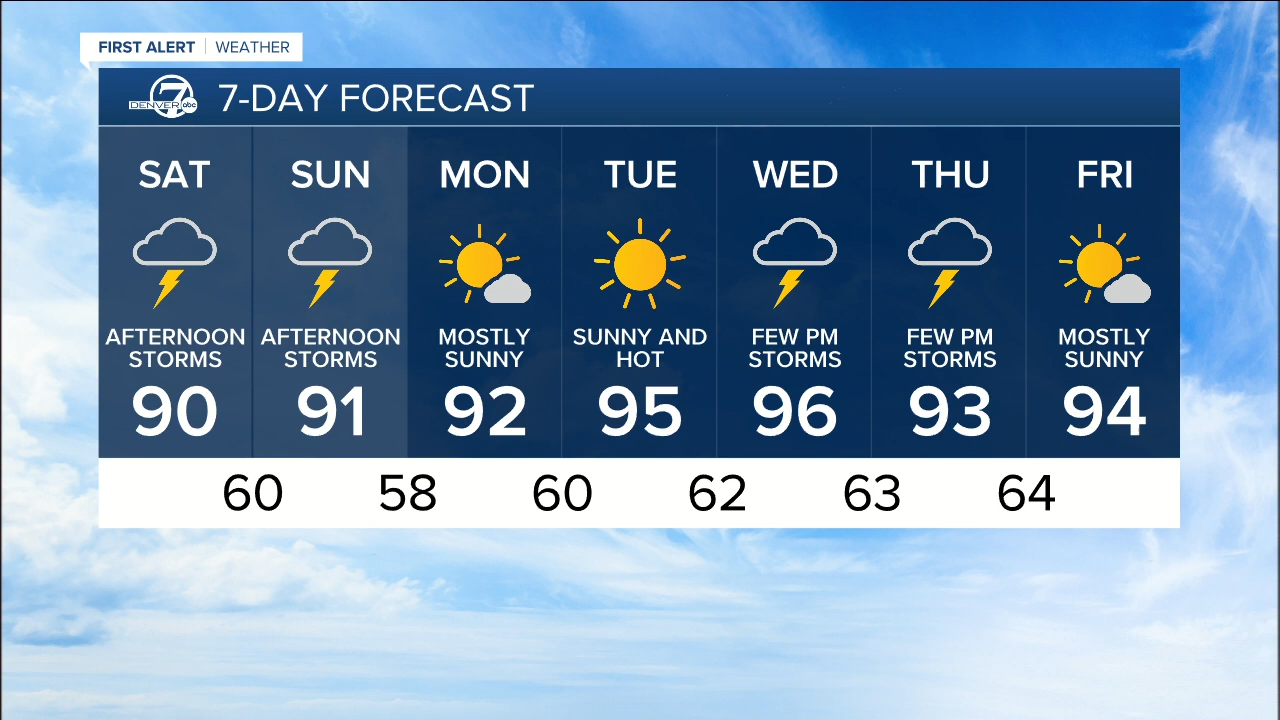 FIRST ALERT | WEATHER
DENVER 7 abc
7-DAY FORECAST
SAT SUN MON TUE WED THU FRI
AFTERNOON STORMS AFTERNOON STORMS MOSTLY SUNNY SUNNY AND HOT FEW PM STORMS FEW PM STORMS MOSTLY SUNNY
90 91 92 95 96 93 94
60 58 60 62 63 64